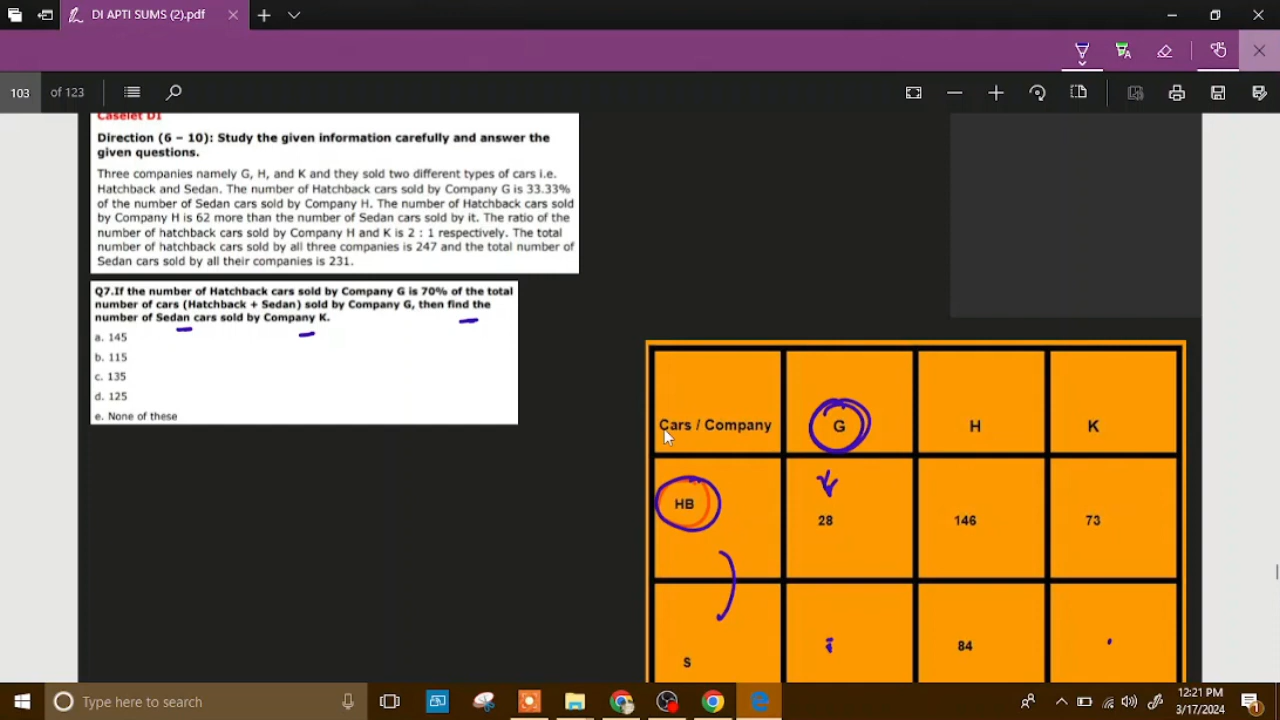 DI APTI SUMS (2).pdf
103 of 123
Caselet DI
Direction (6 – 10): Study the given information carefully and answer the
given questions.
Three companies namely G, H, and K and they sold two different types of cars i.e.
Hatchback and Sedan. The number of Hatchback cars sold by Company G is 33.33%
of the number of Sedan cars sold by Company H. The number of Hatchback cars sold
by Company H is 62 more than the number of Sedan cars sold by it. The ratio of the
number of hatchback cars sold by Company H and K is 2 : 1 respectively. The total
number of hatchback cars sold by all three companies is 247 and the total number of
Sedan cars sold by all their companies is 231.
Q7.If the number of Hatchback cars sold by Company G is 70% of the total
number of cars (Hatchback + Sedan) sold by Company G, then find the
number of Sedan cars sold by Company K.
a. 145
b. 115
c. 135
d. 125
e. None of these
Cars / Company G H K
HB 28 146 73
S 84
Type here to search
12:21 PM
3/17/2024